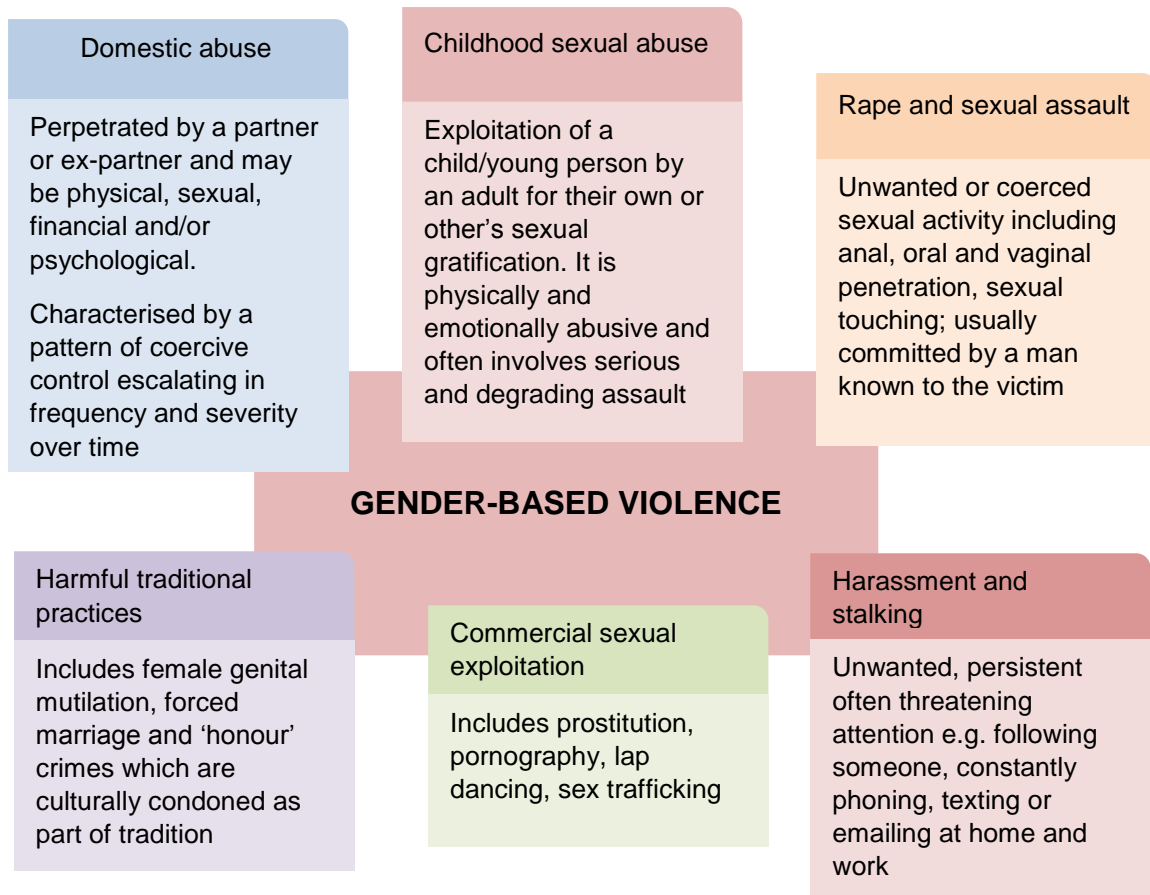 Domestic abuse
Perpetrated by a partner
or ex-partner and may
be physical, sexual,
financial and/or
psychological.
Characterised by a
pattern of coercive
control escalating in
frequency and severity
over time
Childhood sexual abuse
Exploitation of a
child/young person by
an adult for their own or
other’s sexual
gratification. It is
physically and
emotionally abusive and
often involves serious
and degrading assault
Rape and sexual assault
Unwanted or coerced
sexual activity including
anal, oral and vaginal
penetration, sexual
touching; usually
committed by a man
known to the victim
GENDER-BASED VIOLENCE
Harmful traditional
practices
Includes female genital
mutilation, forced
marriage and ‘honour’
crimes which are
culturally condoned as
part of tradition
Commercial sexual
exploitation
Includes prostitution,
pornography, lap
dancing, sex trafficking
Harassment and
stalking
Unwanted, persistent
often threatening
attention e.g. following
someone, constantly
phoning, texting or
emailing at home and
work